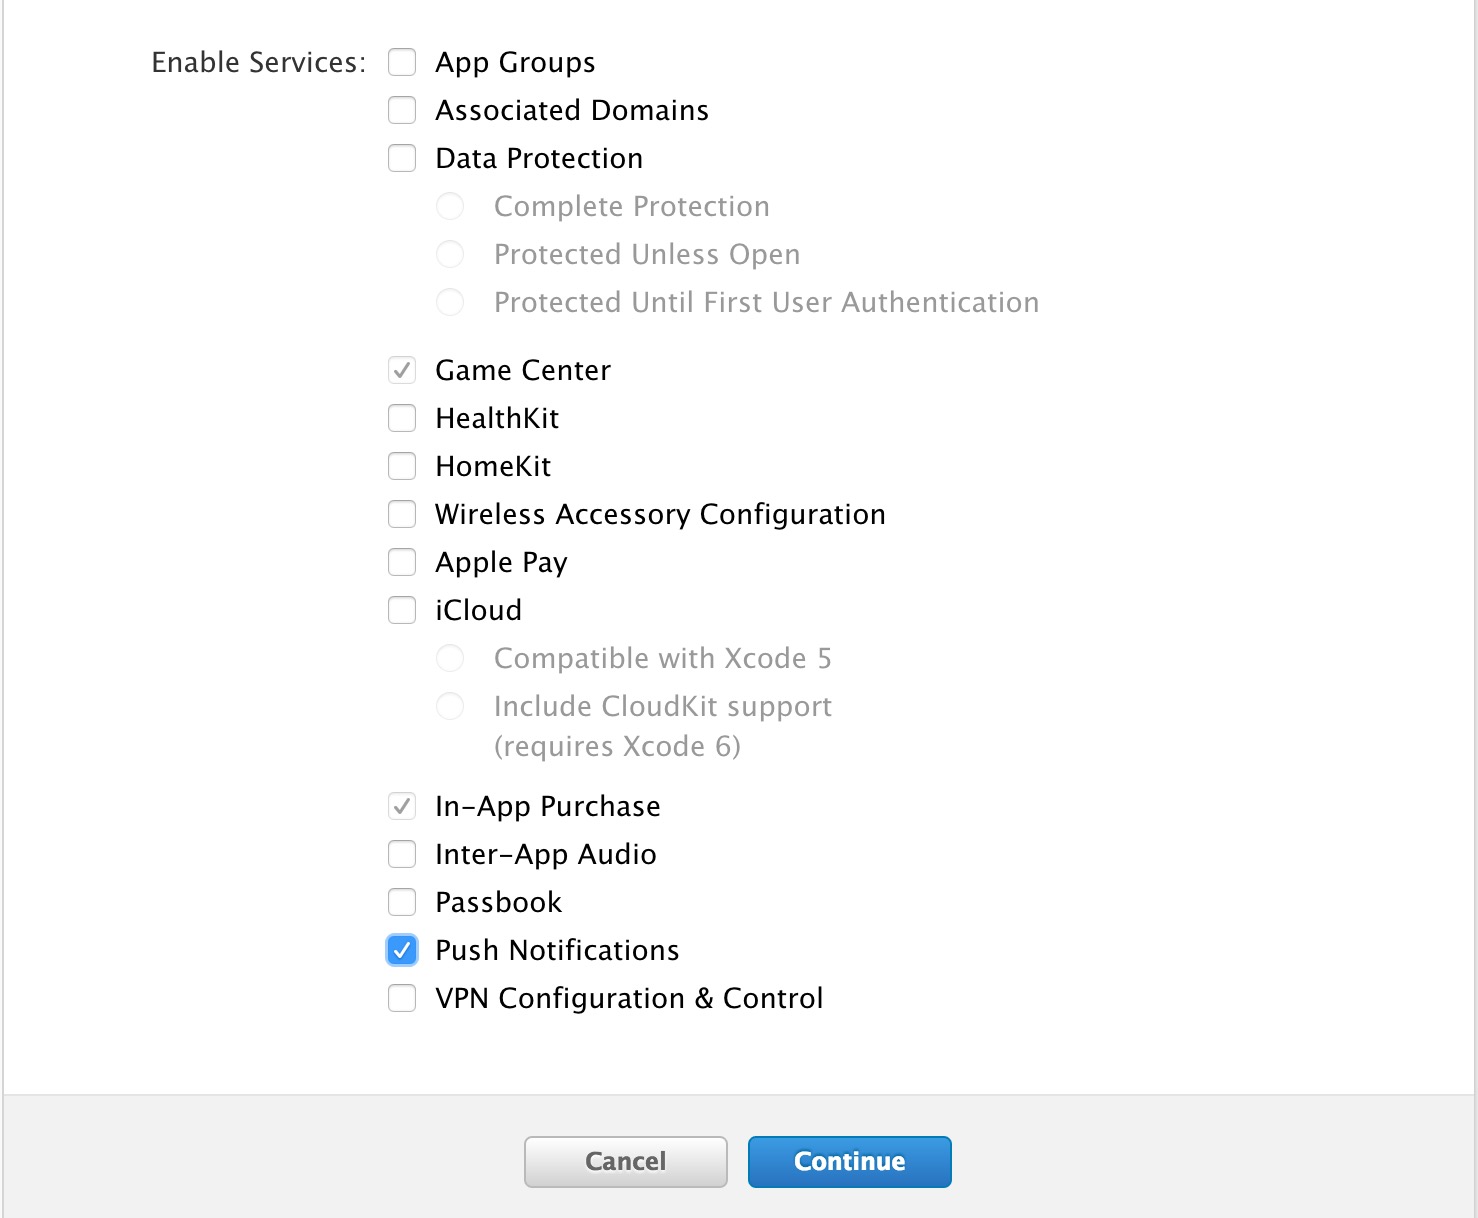 Enable Services: App Groups
Associated Domains
Data Protection
Complete Protection
Protected Unless Open
Protected Until First User Authentication
Game Center
HealthKit
HomeKit
Wireless Accessory Configuration
Apple Pay
iCloud
Compatible with Xcode 5
Include CloudKit support
(requires Xcode 6)
In-App Purchase
Inter-App Audio
Passbook
Push Notifications
VPN Configuration & Control
Cancel Continue